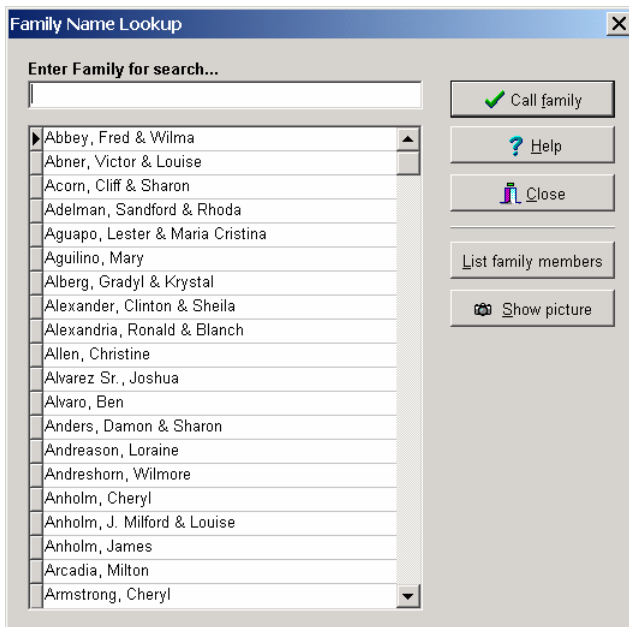 Family Name Lookup
Enter Family for search...
Call family
Help
Close
List family members
Show picture
Abbey, Fred & Wilma
Abner, Victor & Louise
Acorn, Cliff & Sharon
Adelman, Sandford & Rhoda
Aguapo, Lester & Maria Cristina
Aguilino, Mary
Alberg, Gradyl & Krystal
Alexander, Clinton & Sheila
Alexandria, Ronald & Blanch
Allen, Christine
Alvarez Sr., Joshua
Alvaro, Ben
Anders, Damon & Sharon
Andreason, Loraine
Andreshorn, Wilmore
Anholm, Cheryl
Anholm, J. Milford & Louise
Anholm, James
Arcadia, Milton
Armstrong, Cheryl